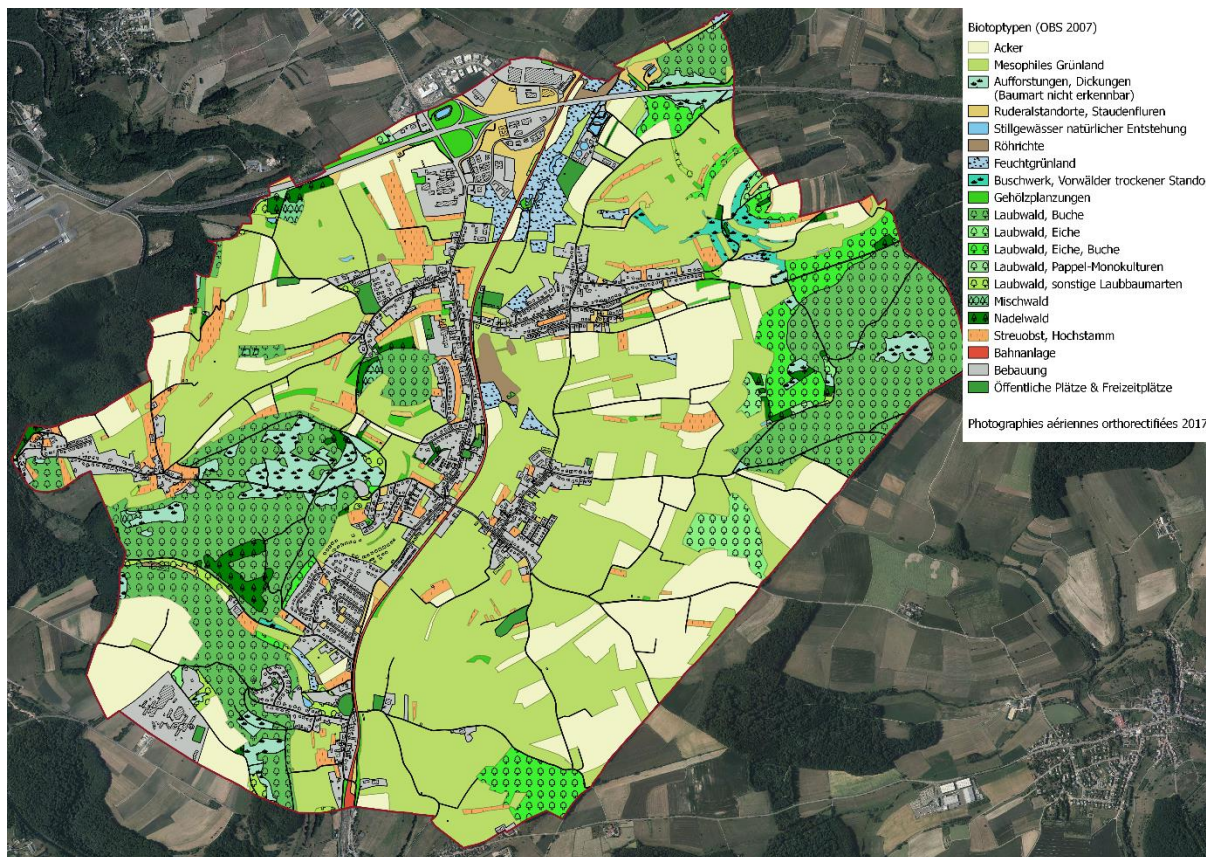 Biotoptypen (OBS 2007)
Acker
Mesophiles Grünland
Aufforstungen, Dickungen
(Baumart nicht erkennbar)
Ruderalstandorte, Staudenfluren
Stillgewässer natürlicher Entstehung
Röhrichte
Feuchtgrünland
Buschwerk, Vorwälder trockener Stando
Gehölzplanzungen
Laubwald, Buche
Laubwald, Eiche
Laubwald, Eiche, Buche
Laubwald, Pappel-Monokulturen
Laubwald, sonstige Laubbaumarten
Mischwald
Nadelwald
Streuobst, Hochstamm
Bahnanlage
Bebauung
Öffentliche Plätze & Freizeitplätze
Photographies aériennes orthorectifiées 2017